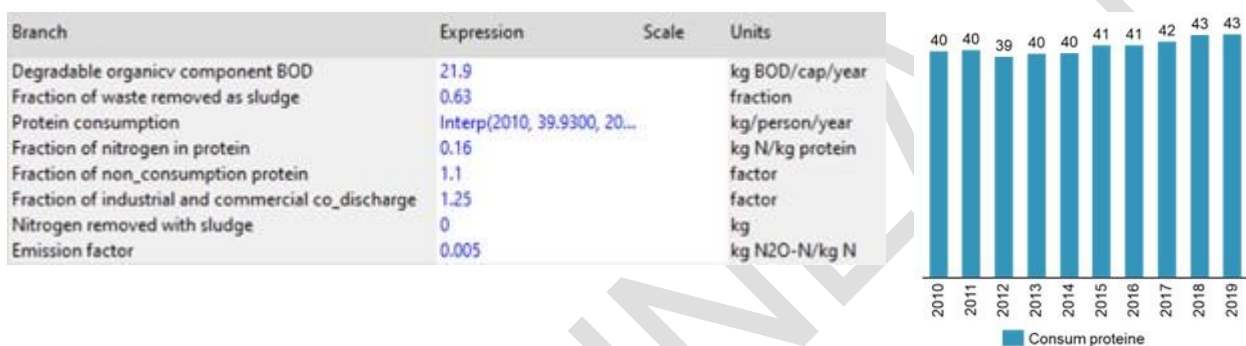 Branch Expression Scale Units
Degradable organicv component BOD 21.9 kg BOD/cap/year
Fraction of waste removed as sludge 0.63 fraction
Protein consumption Interp(2010, 39.9300, 20... kg/person/year
Fraction of nitrogen in protein 0.16 kg N/kg protein
Fraction of non_consumption protein 1.1 factor
Fraction of industrial and commercial co_discharge 1.25 factor
Nitrogen removed with sludge 0 kg
Emission factor 0.005 kg N2O-N/kg N
40 40 39 40 40 41 41 42 43 43
2010 2011 2012 2013 2014 2015 2016 2017 2018 2019
Consum proteine